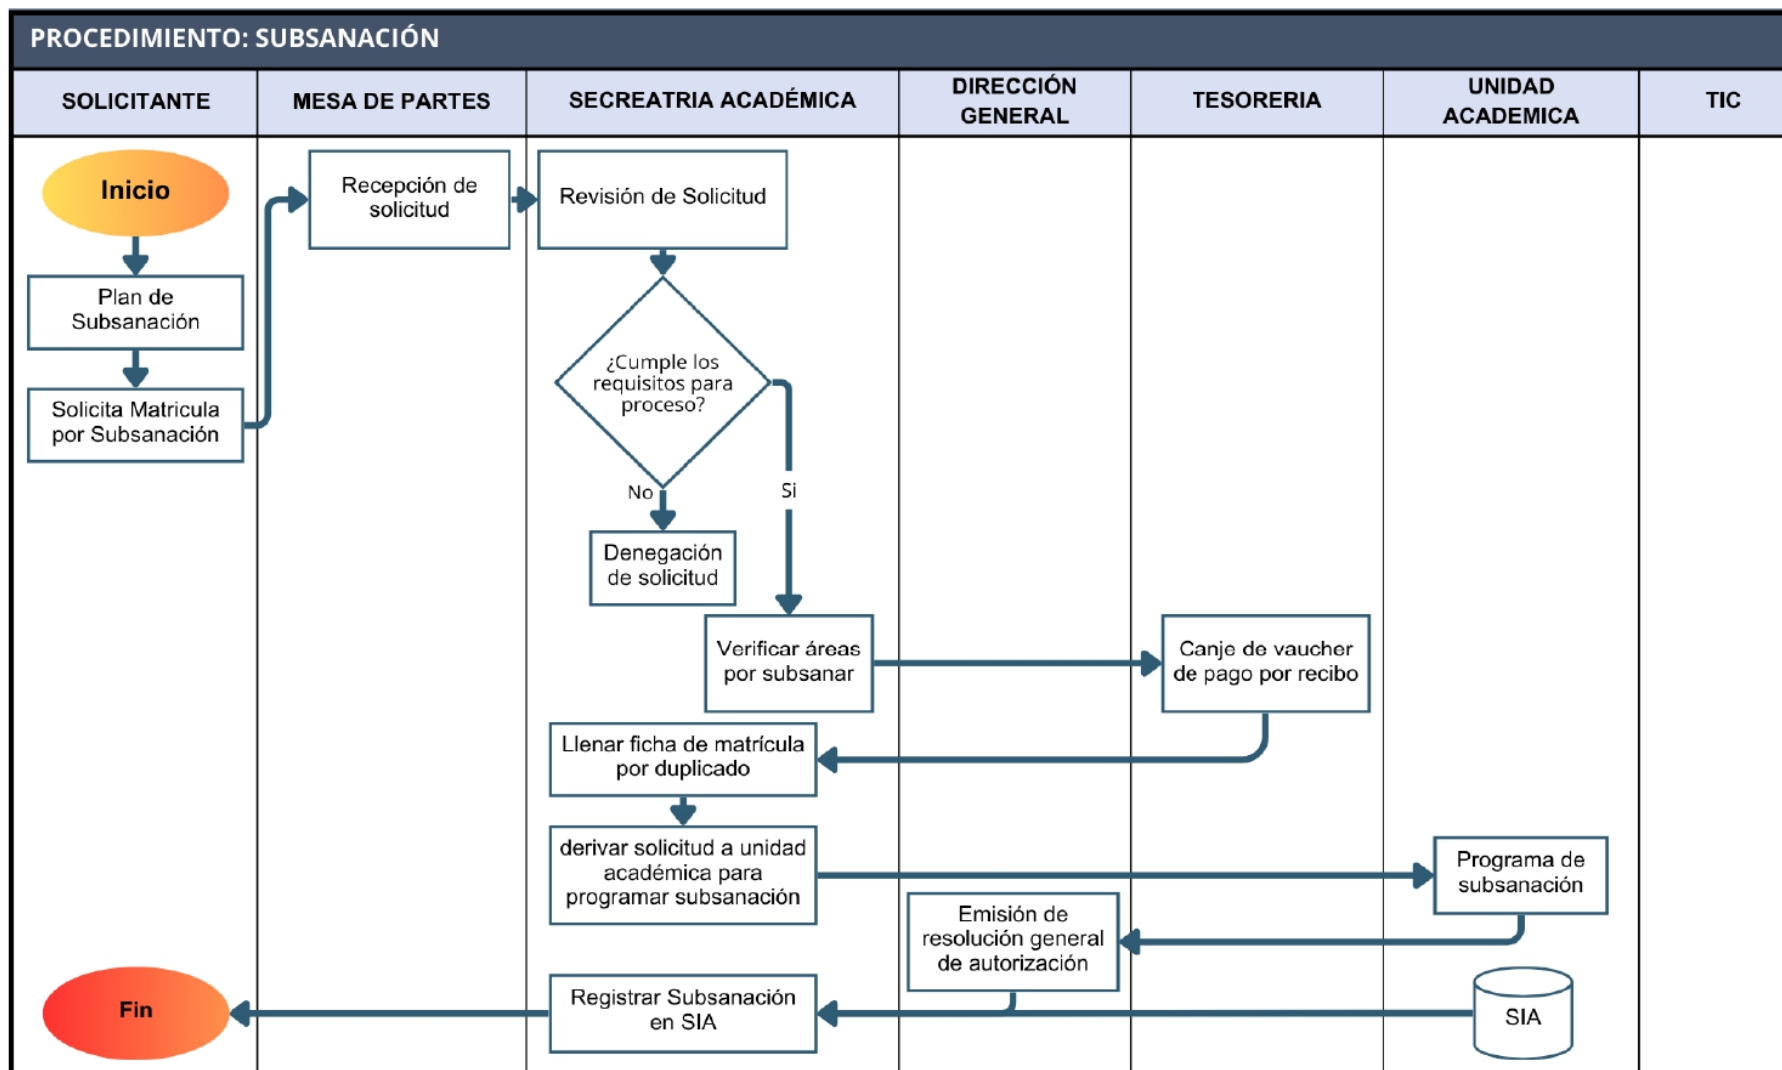 PROCEDIMIENTO: SUBSANACIÓN
SOLICITANTE
MESA DE PARTES
SECREATRIA ACADÉMICA
DIRECCIÓN
GENERAL
TESORERIA
UNIDAD
ACADEMICA
TIC
Inicio
Recepción de
solicitud
Revisión de Solicitud
Plan de
Subsanación
Solicita Matricula
por Subsanación
¿Cumple los
requisitos para
proceso?
No
Si
Denegación
de solicitud
Verificar áreas
por subsanar
Canje de vaucher
de pago por recibo
Llenar ficha de matrícula
por duplicado
derivar solicitud a unidad
académica para
programar subsanación
Programa de
subsanación
Emisión de
resolución general
de autorización
Fin
Registrar Subsanación
en SIA
SIA